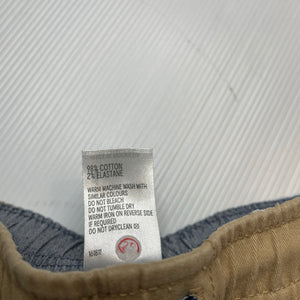 98% COTTON
2% ELASTANE
WARM MACHINE WASH WITH
SIMILAR COLOURS
DO NOT BLEACH
DO NOT TUMBLE DRY
WARM IRON ON REVERSE SIDE
IF REQUIRED
DO NOT DRYCLEAN